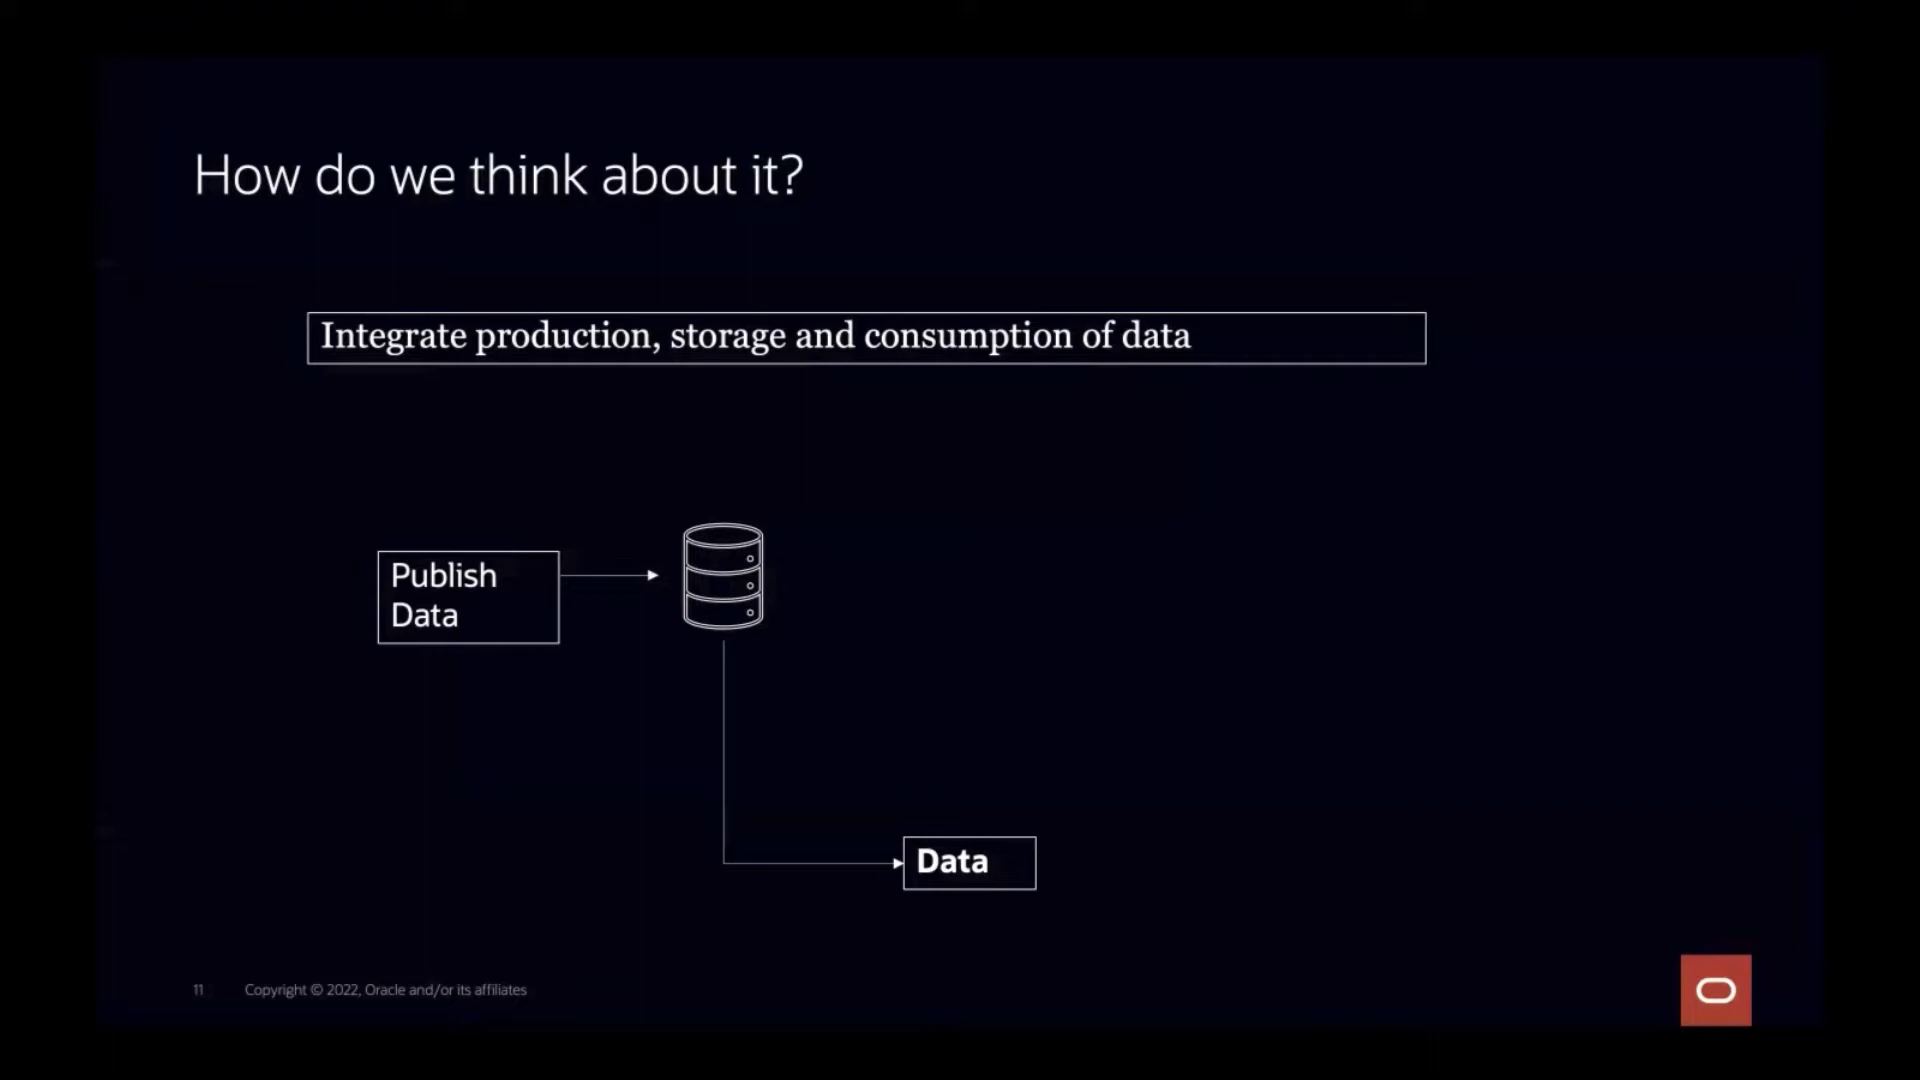 How do we think about it?
Integrate production, storage and consumption of data
Publish
Data
Data
11 Copyright © 2022, Oracle and/or its affiliates